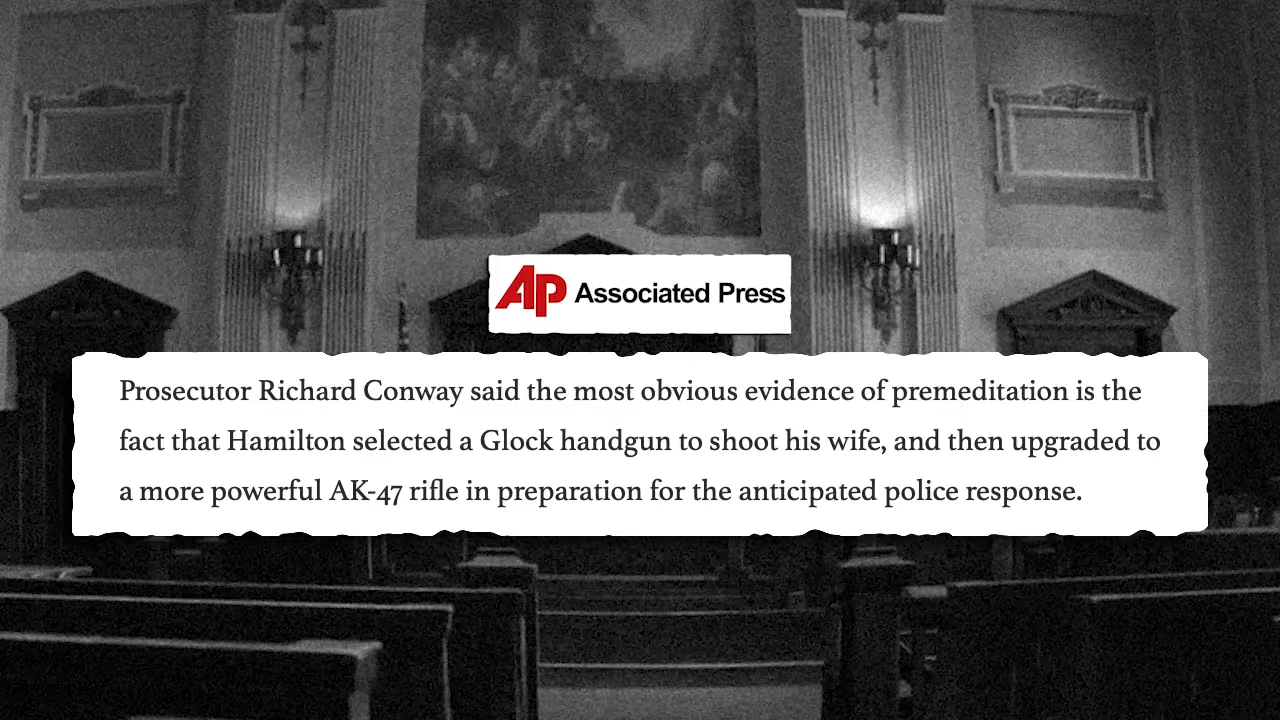 AP Associated Press
Prosecutor Richard Conway said the most obvious evidence of premeditation is the
fact that Hamilton selected a Glock handgun to shoot his wife, and then upgraded to
a more powerful AK-47 rifle in preparation for the anticipated police response.